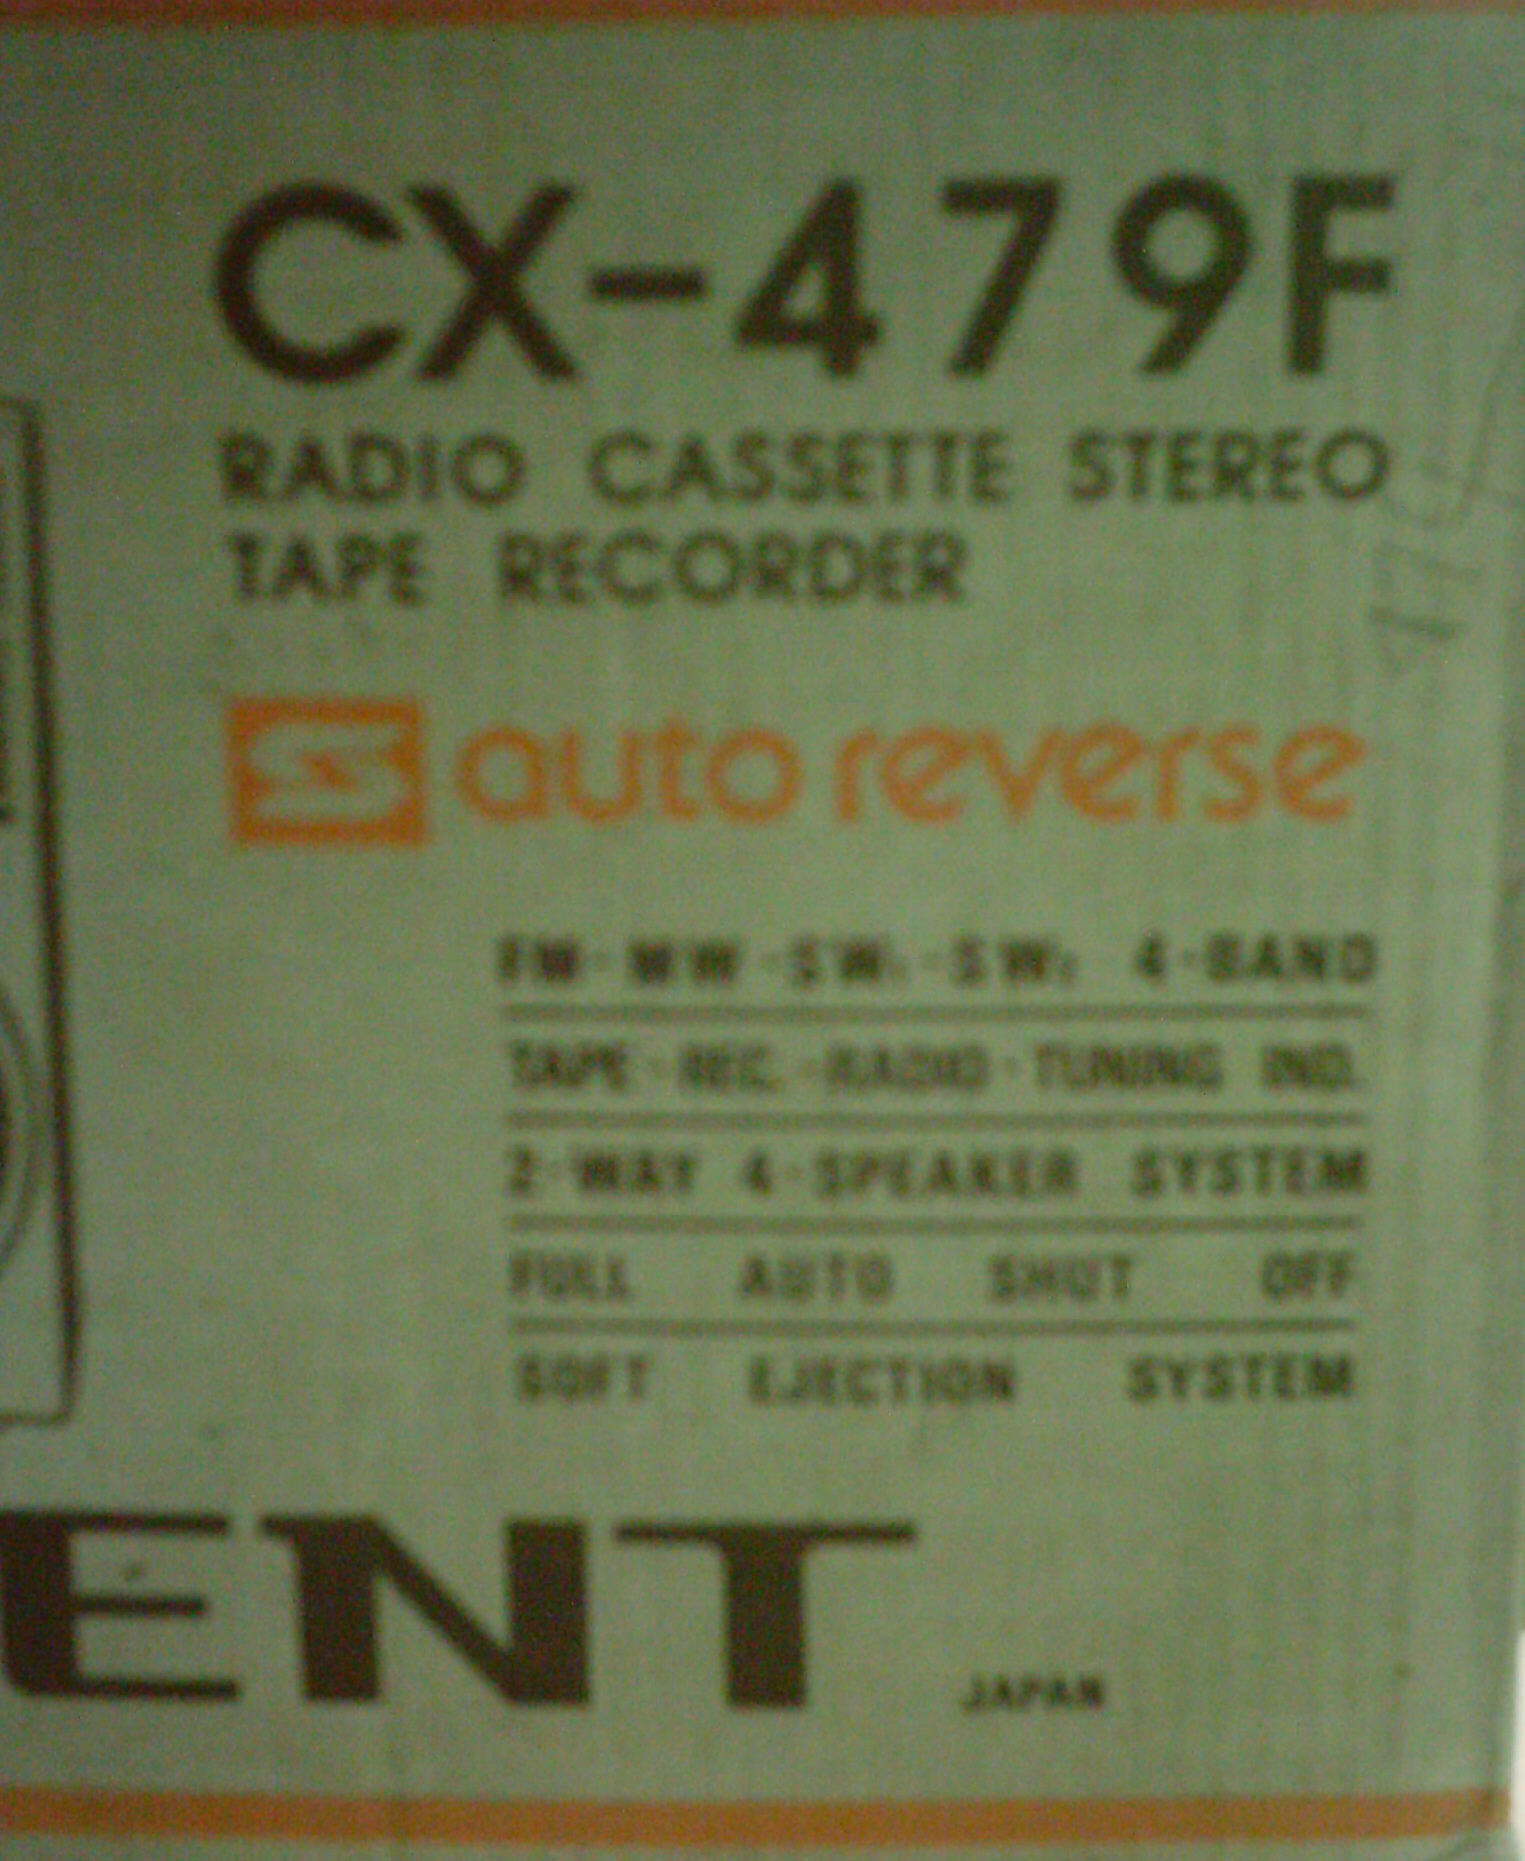 CX-479F
RADIO CASSETTE STEREO
TAPE RECORDER
auto reverse
FM·MW·SW₁·SW₂ 4·BAND
TAPE·REC.·RADIO·TUNING IND.
2·WAY 4·SPEAKER SYSTEM
FULL AUTO SHUT OFF
SOFT EJECTION SYSTEM
ENT JAPAN